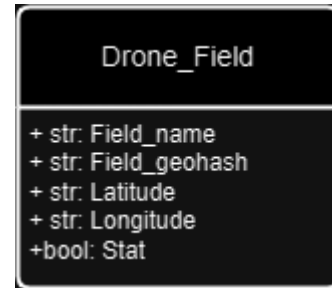 Drone_Field
+ str: Field_name
+ str: Field_geohash
+ str: Latitude
+ str: Longitude
+bool: Stat